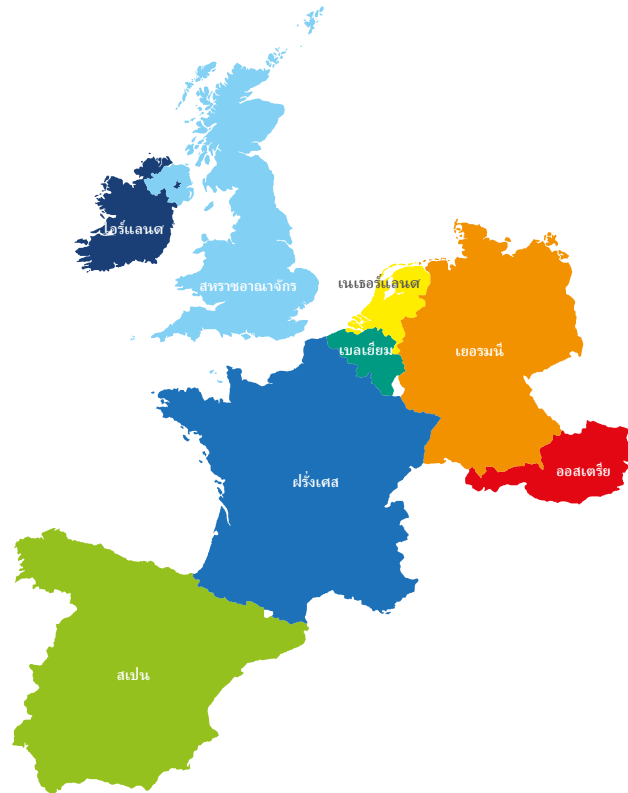 ไอร์แลนด์
สหราชอาณาจักร
เนเธอร์แลนด์
เบลเยียม
เยอรมนี
ออสเตรีย
ฝรั่งเศส
สเปน